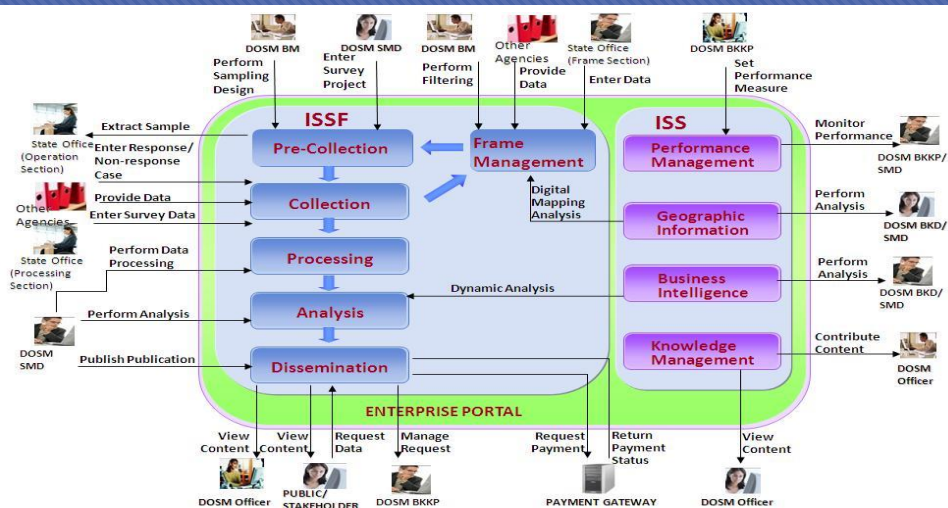 DOSM BM
DOSM SMD
DOSM BM
Other
Agencies
State Office
(Frame Section)
DOSM BKKP
Perform
Sampling
Design
Enter
Survey
Project
Perform
Filtering
Provide
Data
Enter Data
Set
Performance
Measure
ISSF
ISS
Extract Sample
State Office
(Operation
Section)
Pre-Collection
Frame
Management
Performance
Management
Monitor
Performance
DOSM BKKP/
SMD
Enter Response/
Non-response
Case
Provide Data
Other
Agencies
Enter Survey Data
Collection
Digital
Mapping
Analysis
Geographic
Information
Perform
Analysis
DOSM BKD/
SMD
State Office
(Processing
Section)
Perform Data
Processing
Processing
Dynamic Analysis
Business
Intelligence
Perform
Analysis
DOSM BKD/
SMD
Perform Analysis
Analysis
DOSM
SMD
Publish Publication
Dissemination
Knowledge
Management
Contribute
Content
DOSM
Officer
ENTERPRISE PORTAL
View
Content
View
Content
Request
Data
Manage
Request
Request
Payment
Return
Payment
Status
View
Content
DOSM Officer
PUBLIC/
STAKEHOLDER
DOSM BKKP
PAYMENT GATEWAY
DOSM Officer